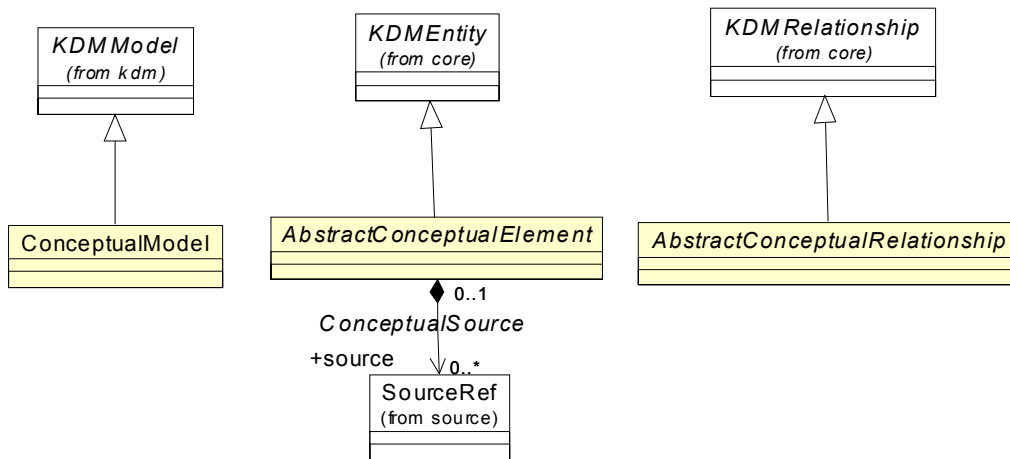 KDMModel
(from kdm)
KDMEntity
(from core)
KDMRelationship
(from core)
ConceptualModel
AbstractConceptualElement
AbstractConceptualRelationship
0..1
ConceptualSource
+source
0..*
SourceRef
(from source)